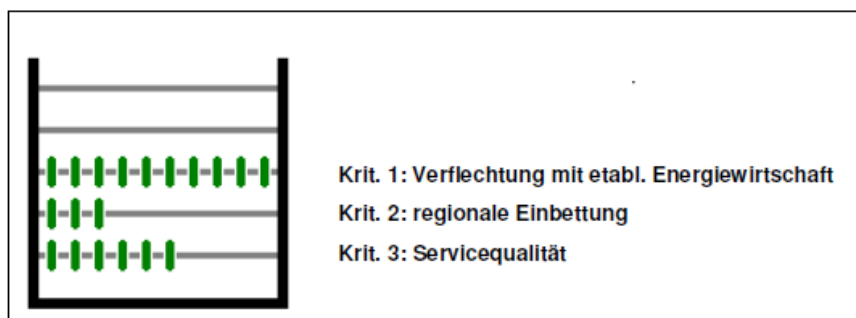 Krit. 1: Verflechtung mit etabl. Energiewirtschaft
Krit. 2: regionale Einbettung
Krit. 3: Servicequalität